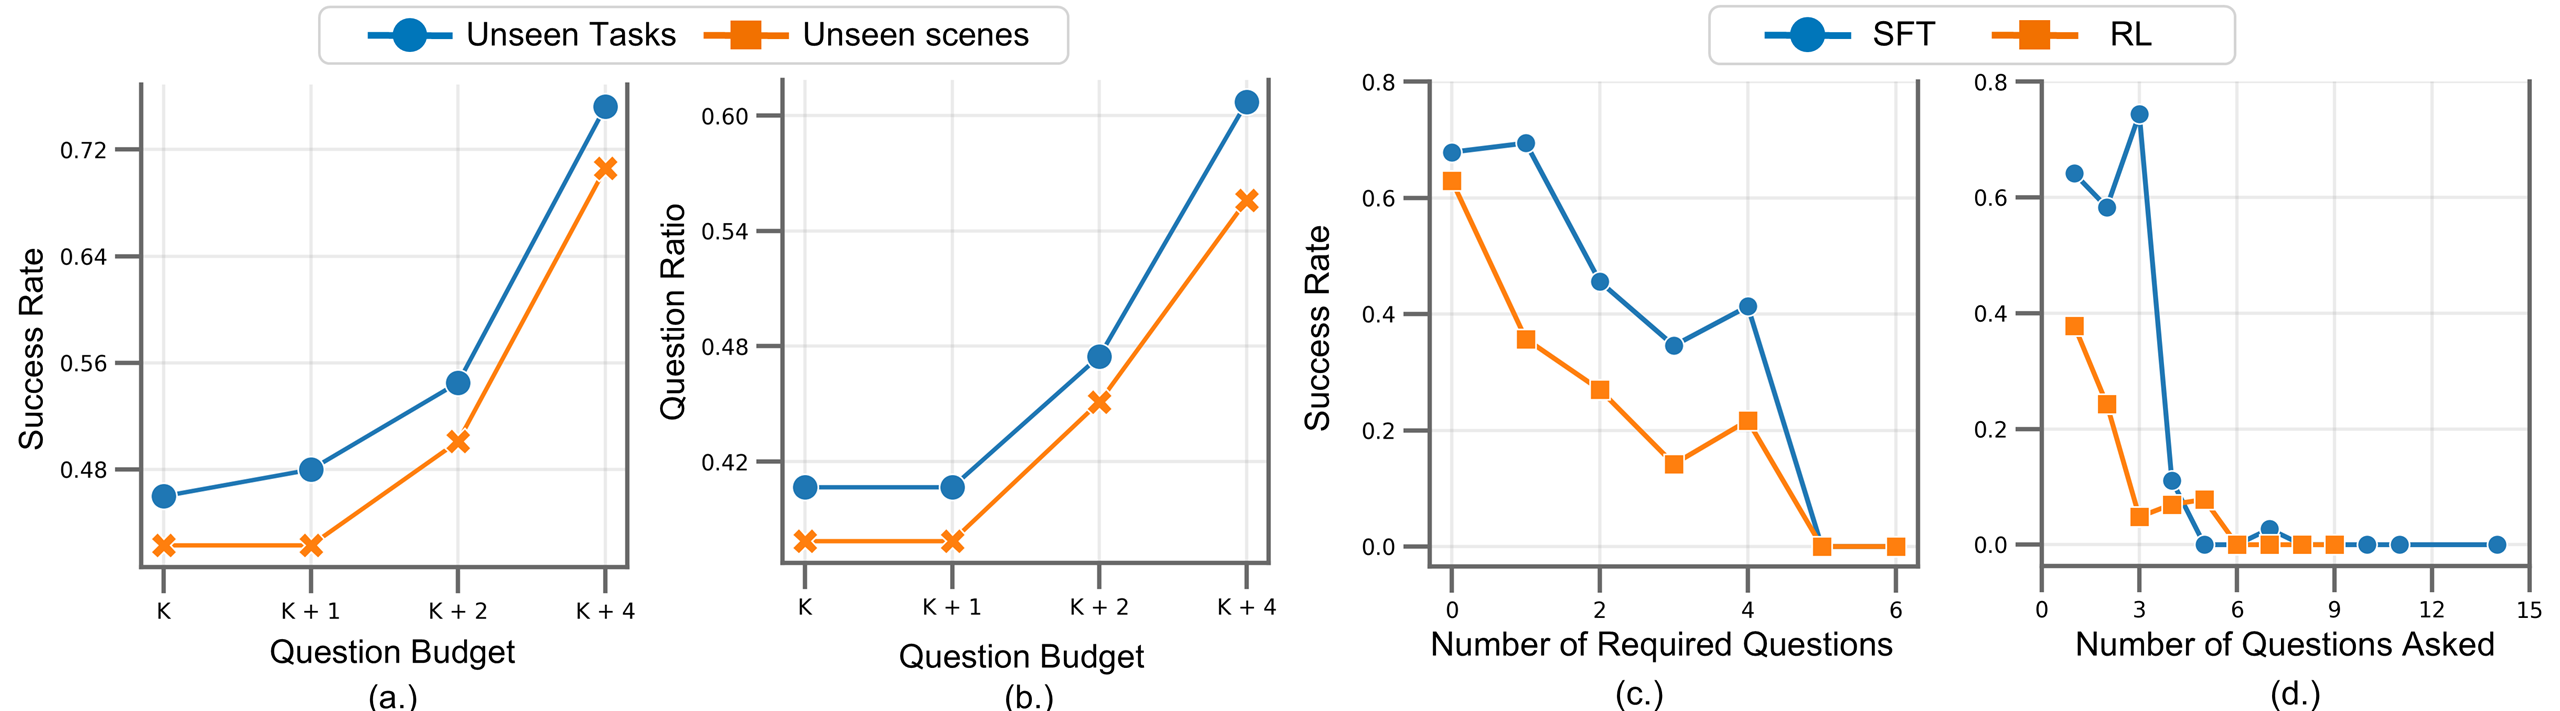 Unseen Tasks
Unseen scenes
SFT
RL
Success Rate
0.72
0.64
0.56
0.48
K
K + 1
K + 2
K + 4
Question Budget
(a.)
Question Ratio
0.60
0.54
0.48
0.42
K
K + 1
K + 2
K + 4
Question Budget
(b.)
Success Rate
0.8
0.6
0.4
0.2
0.0
0
2
4
6
Number of Required Questions
(c.)
0.8
0.6
0.4
0.2
0.0
0
3
6
9
12
15
Number of Questions Asked
(d.)